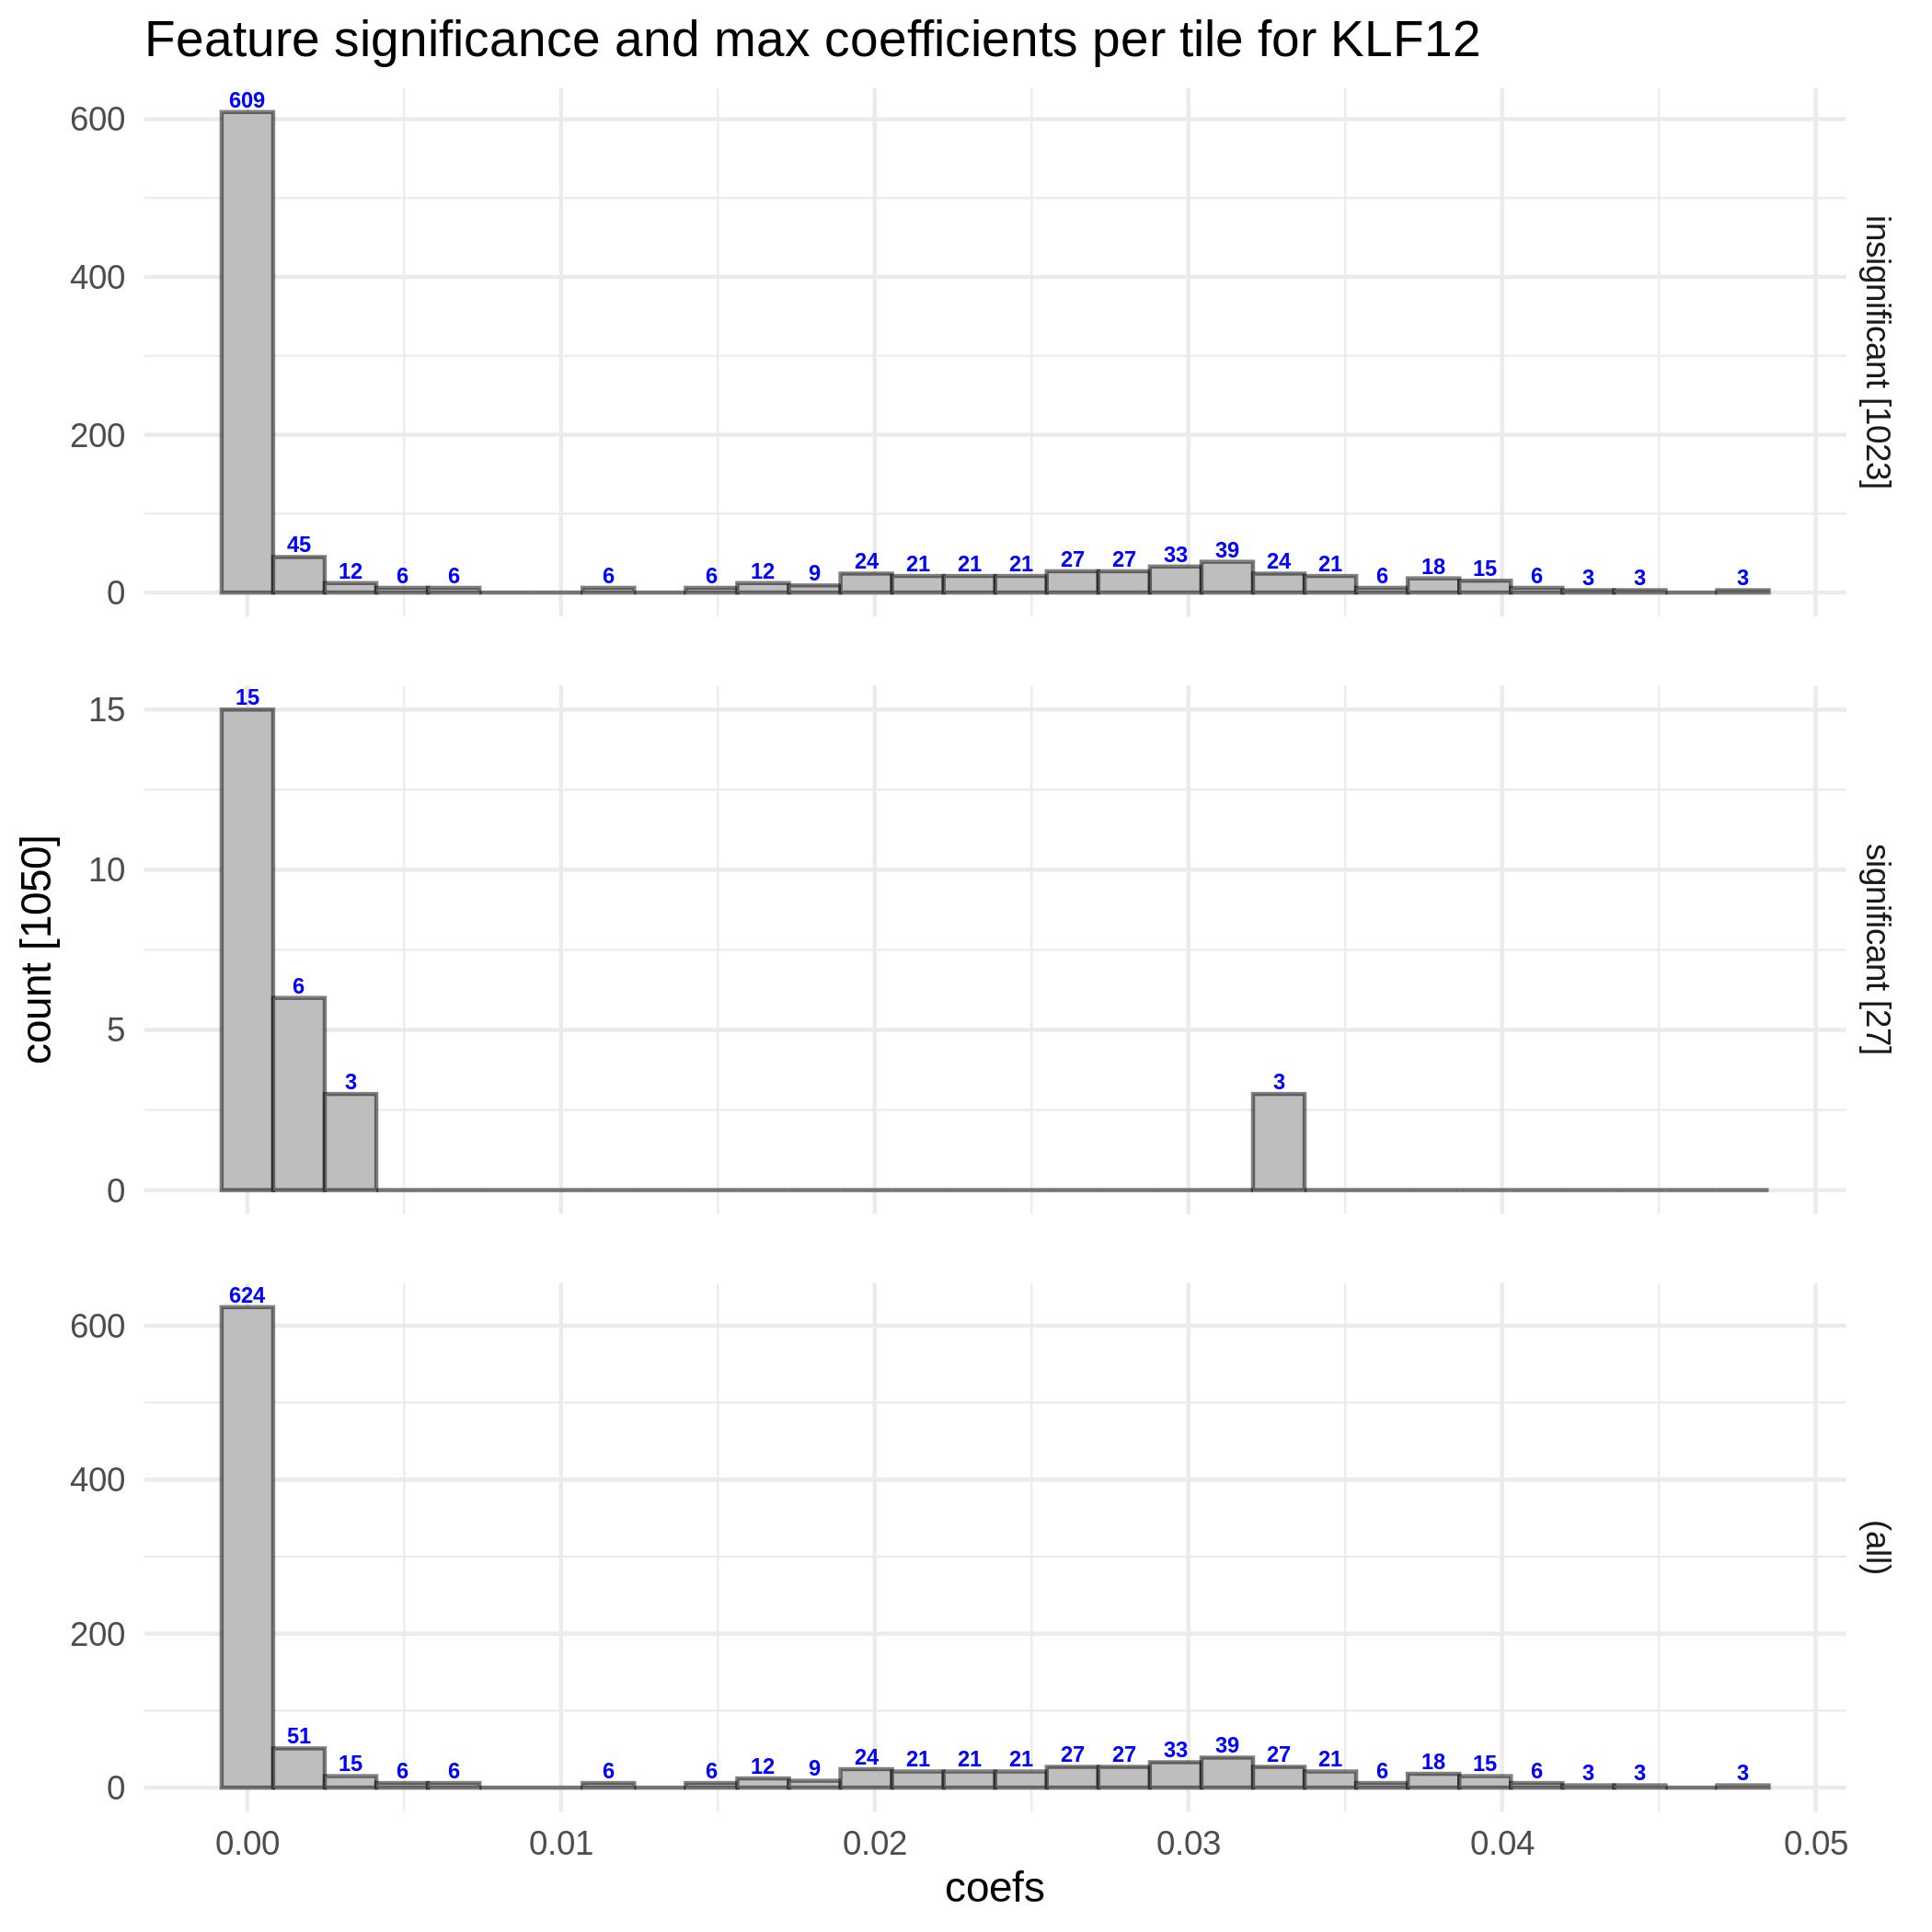 Feature significance and max coefficients per tile for KLF12
609
600
400
200
0
45 12 6 6 6 6 12 9 24 21 21 21 27 27 33 39 24 21 6 18 15 6 3 3 3
insignificant [1023]
15
15
10
5
0
6
3
3
significant [27]
count [1050]
624
600
400
200
0
51 15 6 6 6 6 12 9 24 21 21 21 27 27 33 39 27 21 6 18 15 6 3 3 3
(all)
0.00 0.01 0.02 0.03 0.04 0.05
coefs